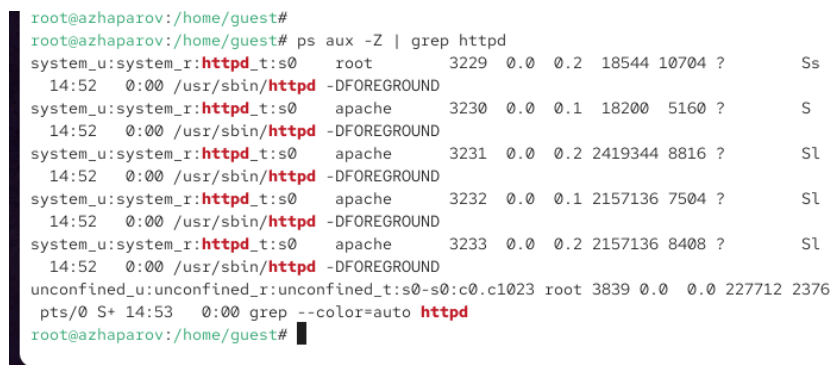 root@azhaparov:/home/guest#
root@azhaparov:/home/guest# ps aux -Z | grep httpd
system_u:system_r:httpd_t:s0    root        3229  0.0  0.2  18544 10704 ?        Ss
  14:52   0:00 /usr/sbin/httpd -DFOREGROUND
system_u:system_r:httpd_t:s0    apache      3230  0.0  0.1  18200  5160 ?        S
  14:52   0:00 /usr/sbin/httpd -DFOREGROUND
system_u:system_r:httpd_t:s0    apache      3231  0.0  0.2 2419344 8816 ?        Sl
  14:52   0:00 /usr/sbin/httpd -DFOREGROUND
system_u:system_r:httpd_t:s0    apache      3232  0.0  0.1 2157136 7504 ?        Sl
  14:52   0:00 /usr/sbin/httpd -DFOREGROUND
system_u:system_r:httpd_t:s0    apache      3233  0.0  0.2 2157136 8408 ?        Sl
  14:52   0:00 /usr/sbin/httpd -DFOREGROUND
unconfined_u:unconfined_r:unconfined_t:s0-s0:c0.c1023 root 3839 0.0  0.0 227712 2376
 pts/0 S+ 14:53   0:00 grep --color=auto httpd
root@azhaparov:/home/guest#